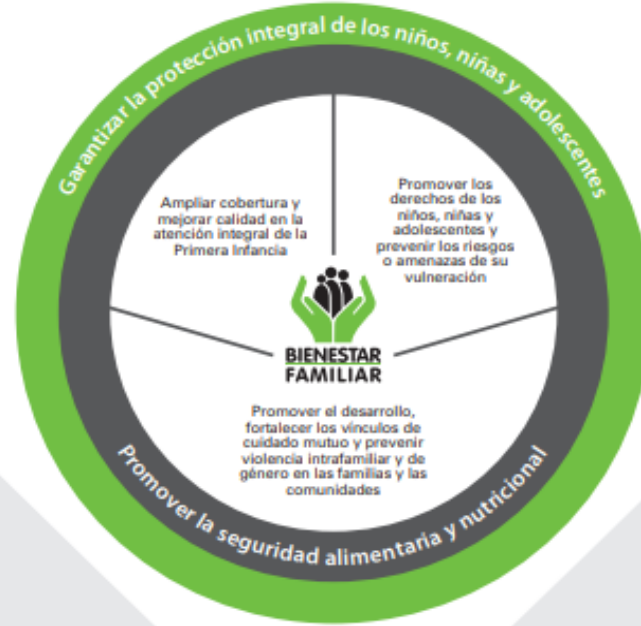 Garantizar la protección integral de los niños, niñas y adolescentes
Ampliar cobertura y
mejorar calidad en la
atención integral de la
Primera Infancia
Promover los
derechos de los
niños, niñas y
adolescentes y
prevenir los riesgos
o amenazas de su
vulneración
BIENESTAR
FAMILIAR
Promover el desarrollo,
fortalecer los vínculos de
cuidado mutuo y prevenir
violencia intrafamiliar y de
género en las familias y las
comunidades
Promover la seguridad alimentaria y nutricional